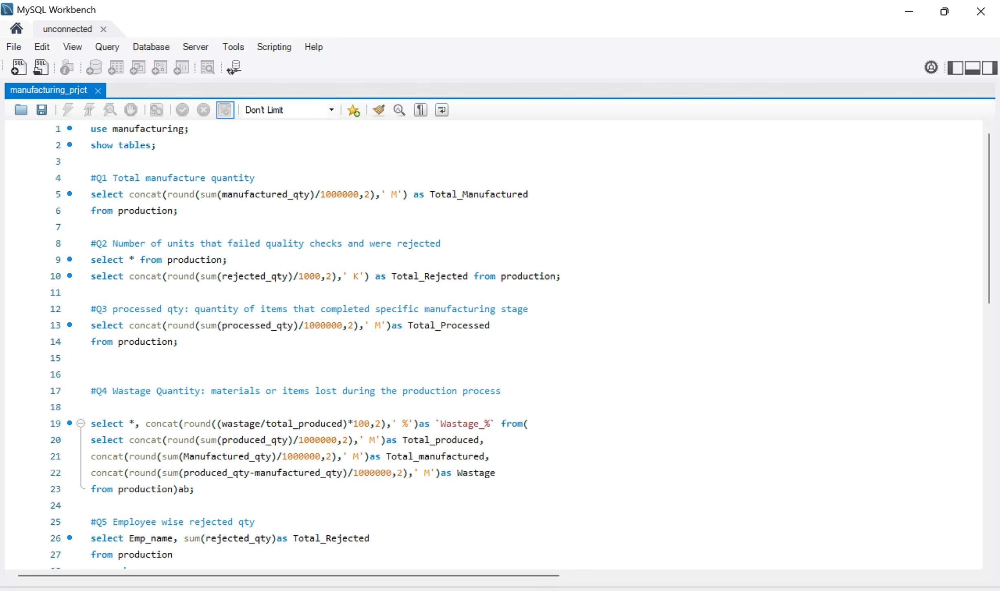 MySQL Workbench
unconnected
File Edit View Query Database Server Tools Scripting Help
manufacturing_prjct
Don't Limit
1 use manufacturing;
2 show tables;
3
4 #Q1 Total manufacture quantity
5 select concat(round(sum(manufactured_qty)/1000000,2),' M') as Total_Manufactured
6 from production;
7
8 #Q2 Number of units that failed quality checks and were rejected
9 select * from production;
10 select concat(round(sum(rejected_qty)/1000,2),' K') as Total_Rejected from production;
11
12 #Q3 processed qty: quantity of items that completed specific manufacturing stage
13 select concat(round(sum(processed_qty)/1000000,2),' M')as Total_Processed
14 from production;
15
16
17 #Q4 Wastage Quantity: materials or items lost during the production process
18
19 select *, concat(round((wastage/total_produced)*100,2),' %')as `Wastage_%` from(
20 select concat(round(sum(produced_qty)/1000000,2),' M')as Total_produced,
21 concat(round(sum(Manufactured_qty)/1000000,2),' M')as Total_manufactured,
22 concat(round(sum(produced_qty-manufactured_qty)/1000000,2),' M')as Wastage
23 from production)ab;
24
25 #Q5 Employee wise rejected qty
26 select Emp_name, sum(rejected_qty)as Total_Rejected
27 from production